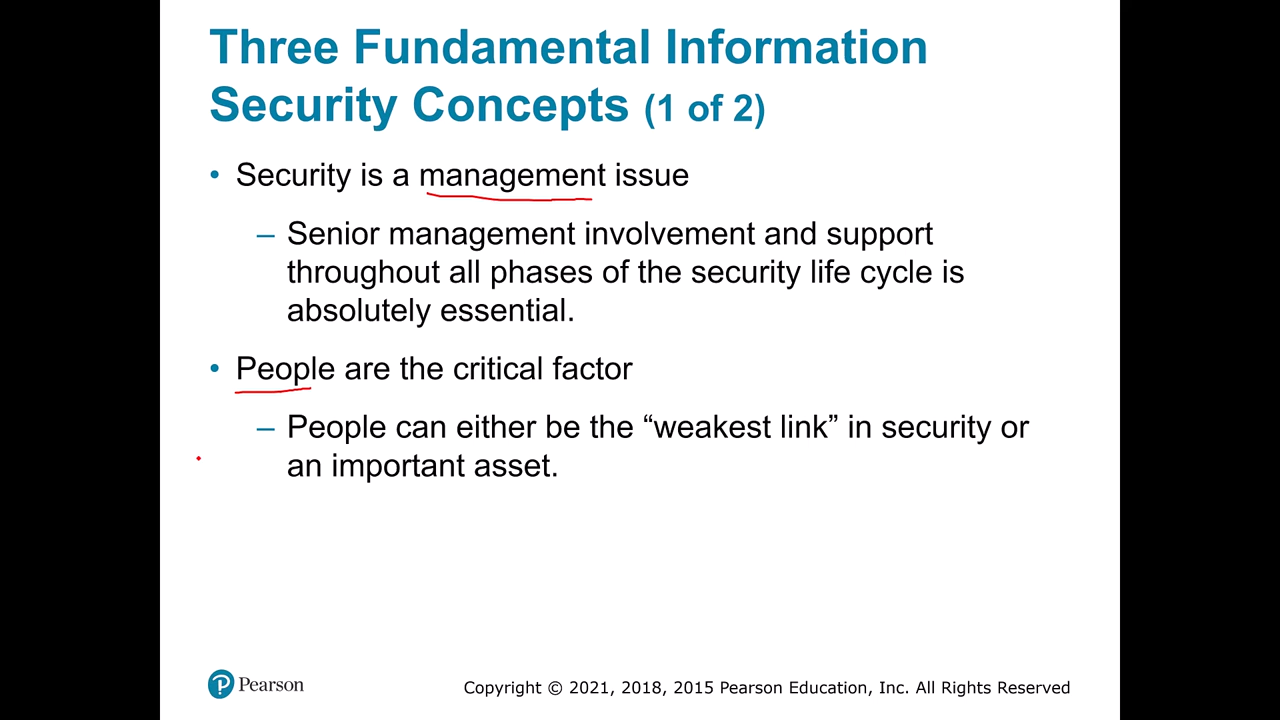 Three Fundamental Information
Security Concepts (1 of 2)
• Security is a management issue
– Senior management involvement and support
throughout all phases of the security life cycle is
absolutely essential.
• People are the critical factor
– People can either be the “weakest link” in security or
an important asset.
P Pearson
Copyright © 2021, 2018, 2015 Pearson Education, Inc. All Rights Reserved